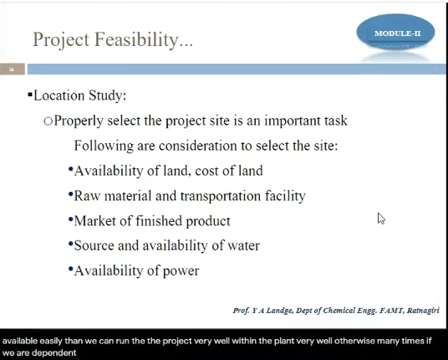 Project Feasibility...
MODULE-II
▪Location Study:
○Properly select the project site is an important task
Following are consideration to select the site:
•Availability of land, cost of land
•Raw material and transportation facility
•Market of finished product
•Source and availability of water
•Availability of power
Prof. Y A Landge, Dept of Chemical Engg. FAMT, Ratnagiri
available easily than we can run the the project very well within the plant very well otherwise many times if
we are dependent